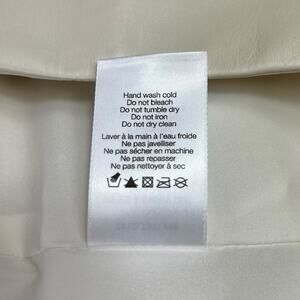 Hand wash cold
Do not bleach
Do not tumble dry
Do not iron
Do not dry clean
Laver à la main à l'eau froide
Ne pas javelliser
Ne pas sécher en machine
Ne pas repasser
Ne pas nettoyer à sec